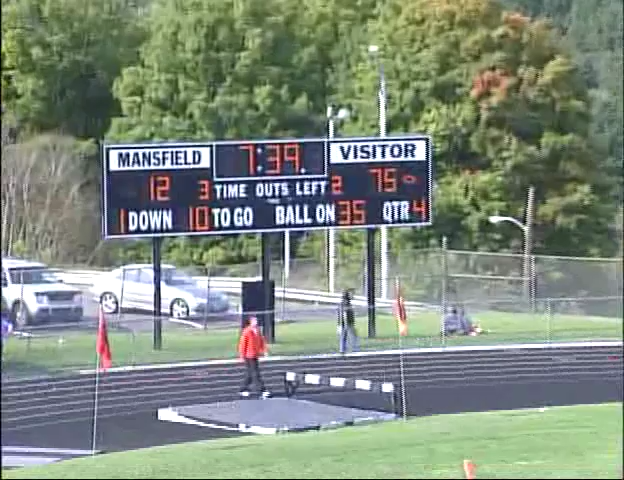 MANSFIELD 7:39 VISITOR
12 3 TIME OUTS LEFT 2 75
1 DOWN 10 TO GO BALL ON 35 QTR 4